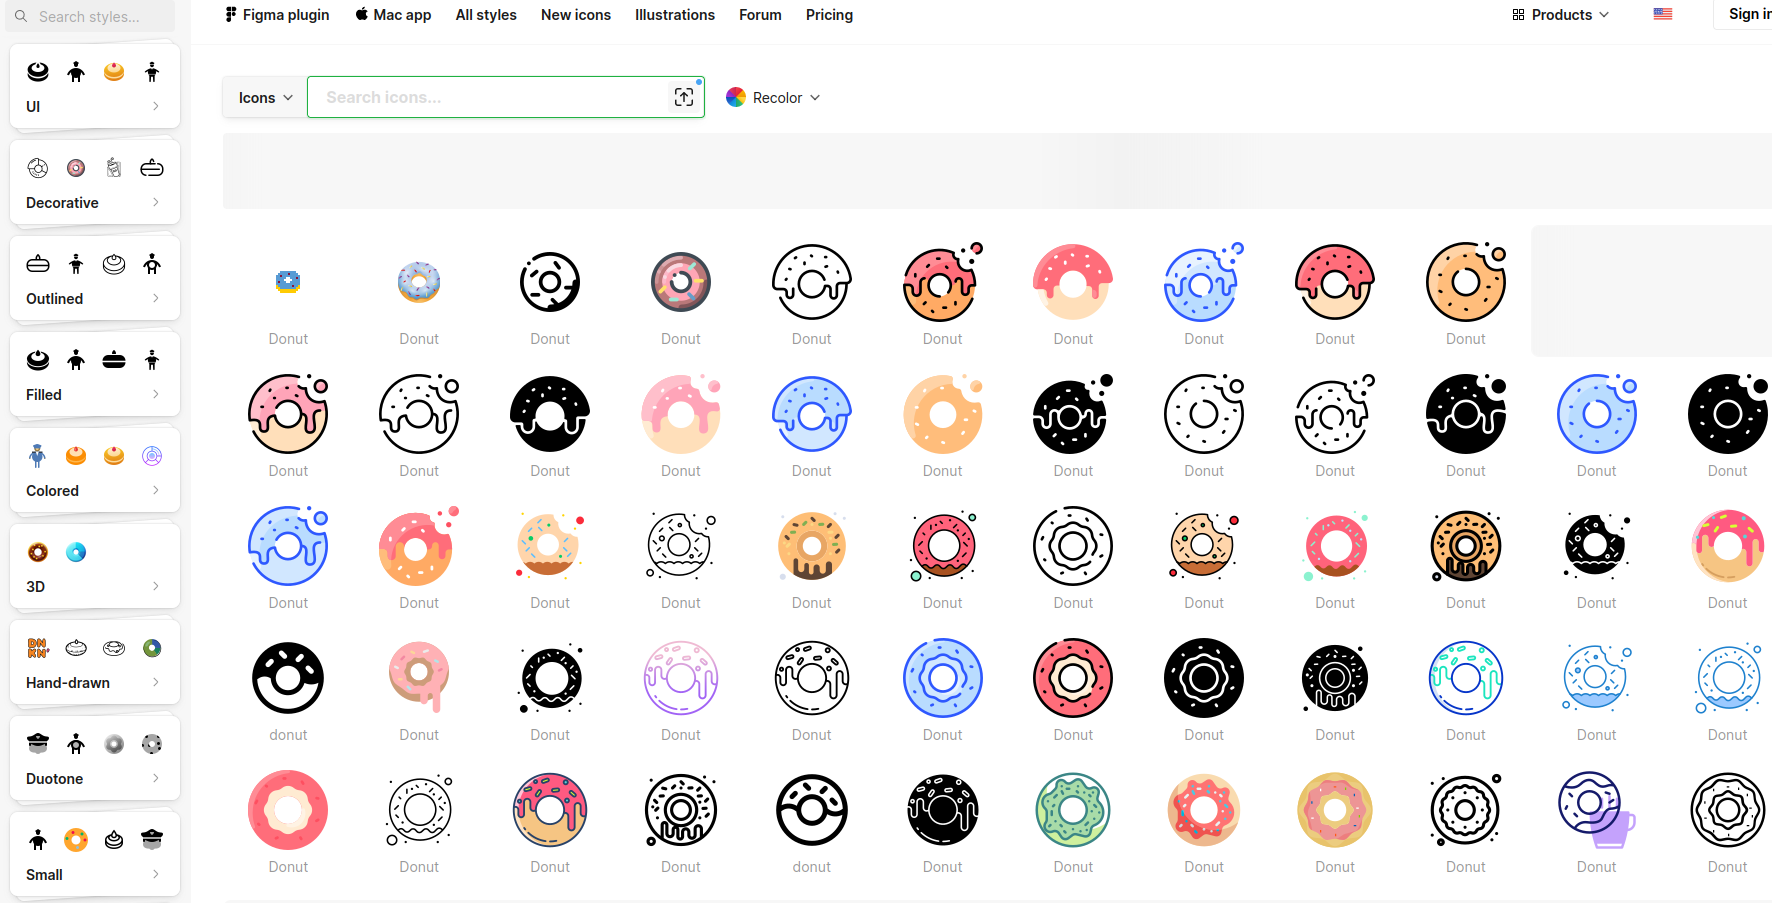 Search styles...
Figma plugin
Mac app
All styles
New icons
Illustrations
Forum
Pricing
Products
Sign in
UI
Decorative
Outlined
Filled
Colored
3D
DNKN'
Hand-drawn
Duotone
Small
Icons
Search icons...
Recolor
Donut Donut Donut Donut Donut Donut Donut Donut Donut Donut
Donut Donut Donut Donut Donut Donut Donut Donut Donut Donut Donut Donut
Donut Donut Donut Donut Donut Donut Donut Donut Donut Donut Donut Donut
donut Donut Donut Donut Donut Donut Donut Donut Donut Donut Donut Donut
Donut Donut Donut Donut donut Donut Donut Donut Donut Donut Donut Donut